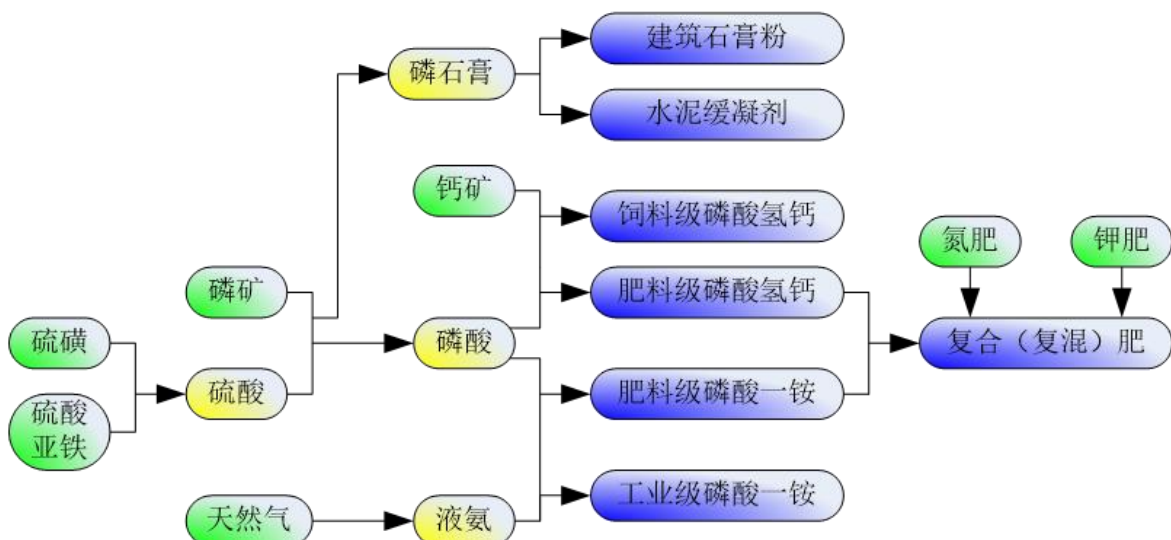 建筑石膏粉
磷石膏
水泥缓凝剂
钙矿
饲料级磷酸氢钙
氮肥
钾肥
磷矿
肥料级磷酸氢钙
硫磺
磷酸
复合（复混）肥
硫酸
肥料级磷酸一铵
硫酸
亚铁
工业级磷酸一铵
天然气
液氨